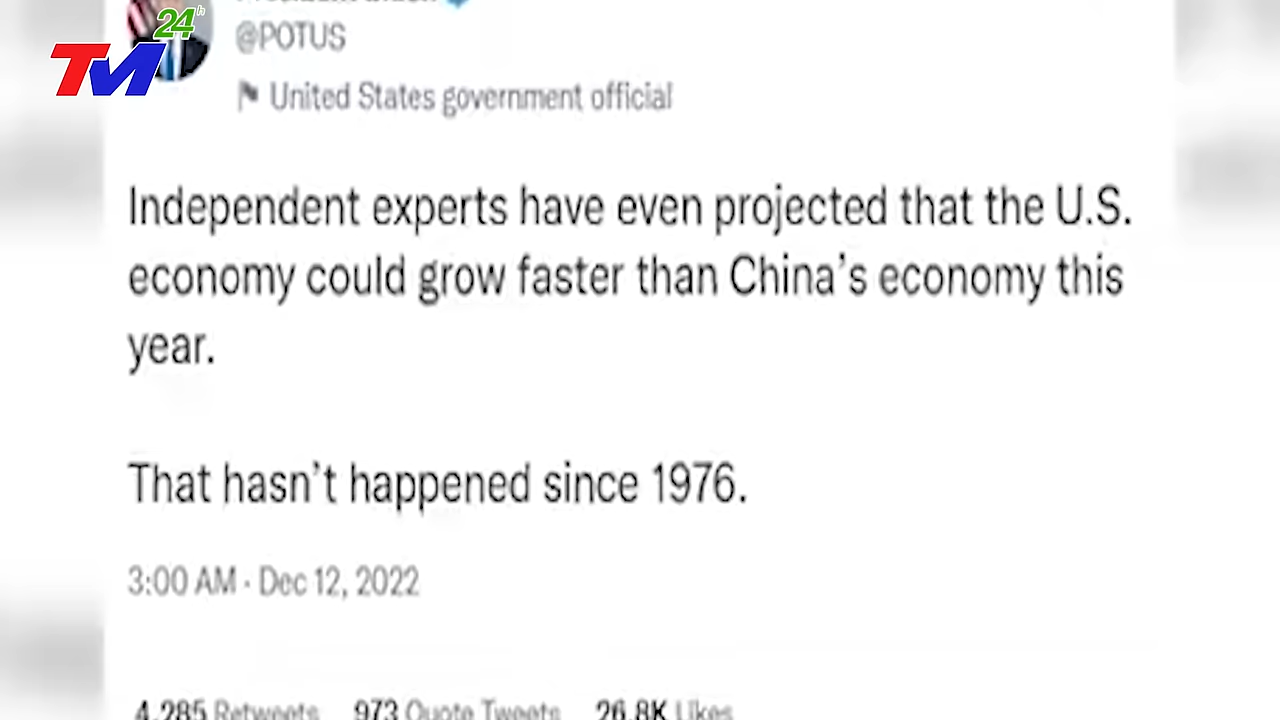 24h
TM
@POTUS
United States government official
Independent experts have even projected that the U.S.
economy could grow faster than China's economy this
year.
That hasn't happened since 1976.
3:00 AM · Dec 12, 2022
4,285 Retweets 973 Quote Tweets 26.8K Likes